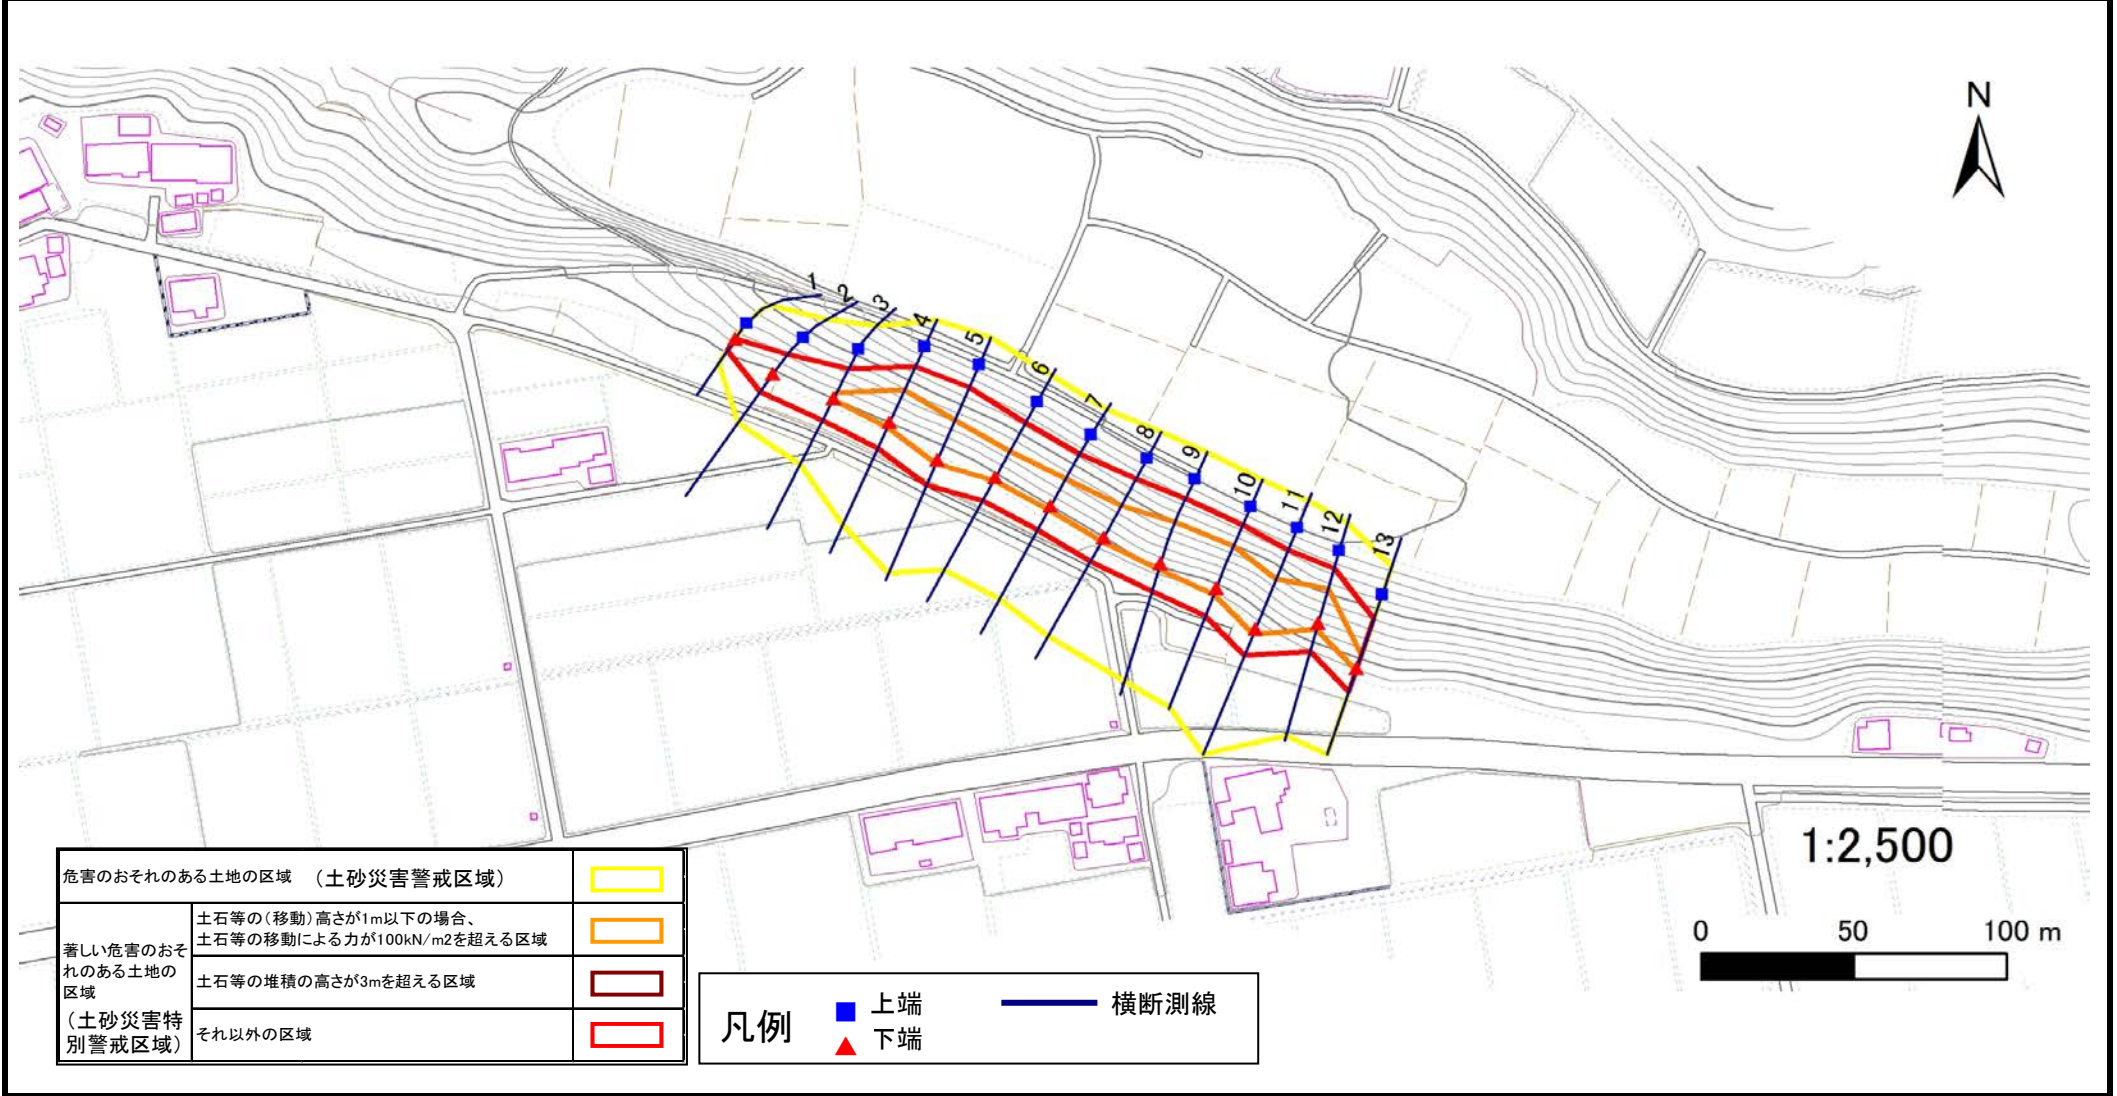 N
1
2
3
4
5
6
7
8
9
10
11
12
13
1:2,500
0 50 100 m
危害のおそれのある土地の区域 (土砂災害警戒区域)
著しい危害のおそ
れのある土地の
区域
(土砂災害特
別警戒区域)
土石等の(移動)高さが1m以下の場合、
土石等の移動による力が100kN/m2を超える区域
土石等の堆積の高さが3mを超える区域
それ以外の区域
凡例
上端
下端
横断測線